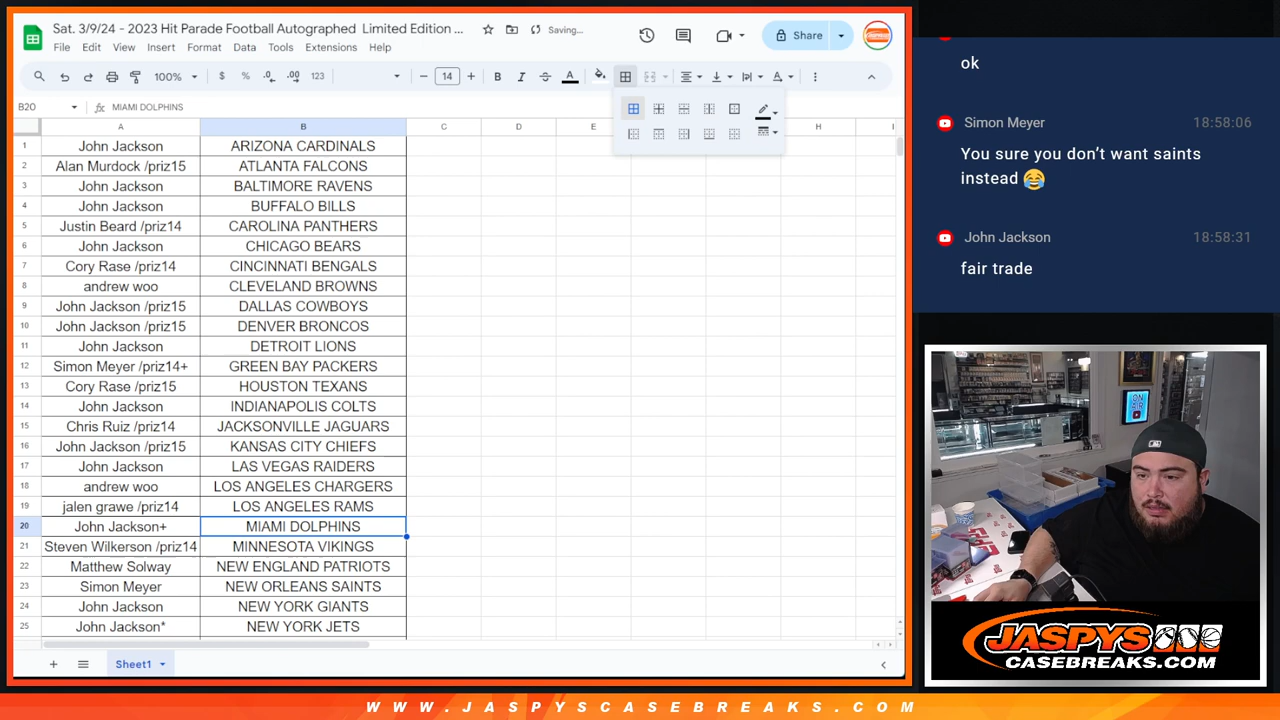 Sat. 3/9/24 - 2023 Hit Parade Football Autographed Limited Edition ...
Saving...
Share
File Edit View Insert Format Data Tools Extensions Help
100% $ % .0 .00 123 − 14 + B I S A
B20 fx MIAMI DOLPHINS
A B C D E H I
1 John Jackson ARIZONA CARDINALS
2 Alan Murdock /priz15 ATLANTA FALCONS
3 John Jackson BALTIMORE RAVENS
4 John Jackson BUFFALO BILLS
5 Justin Beard /priz14 CAROLINA PANTHERS
6 John Jackson CHICAGO BEARS
7 Cory Rase /priz14 CINCINNATI BENGALS
8 andrew woo CLEVELAND BROWNS
9 John Jackson /priz15 DALLAS COWBOYS
10 John Jackson /priz15 DENVER BRONCOS
11 John Jackson DETROIT LIONS
12 Simon Meyer /priz14+ GREEN BAY PACKERS
13 Cory Rase /priz15 HOUSTON TEXANS
14 John Jackson INDIANAPOLIS COLTS
15 Chris Ruiz /priz14 JACKSONVILLE JAGUARS
16 John Jackson /priz15 KANSAS CITY CHIEFS
17 John Jackson LAS VEGAS RAIDERS
18 andrew woo LOS ANGELES CHARGERS
19 jalen grawe /priz14 LOS ANGELES RAMS
20 John Jackson+ MIAMI DOLPHINS
21 Steven Wilkerson /priz14 MINNESOTA VIKINGS
22 Matthew Solway NEW ENGLAND PATRIOTS
23 Simon Meyer NEW ORLEANS SAINTS
24 John Jackson NEW YORK GIANTS
25 John Jackson* NEW YORK JETS
+ Sheet1
ok
Simon Meyer 18:58:06
You sure you don't want saints
instead 😂
John Jackson 18:58:31
fair trade
ON
AIR
JASPYS
CASEBREAKS.COM
WWW.JASPYSCASEBREAKS.COM